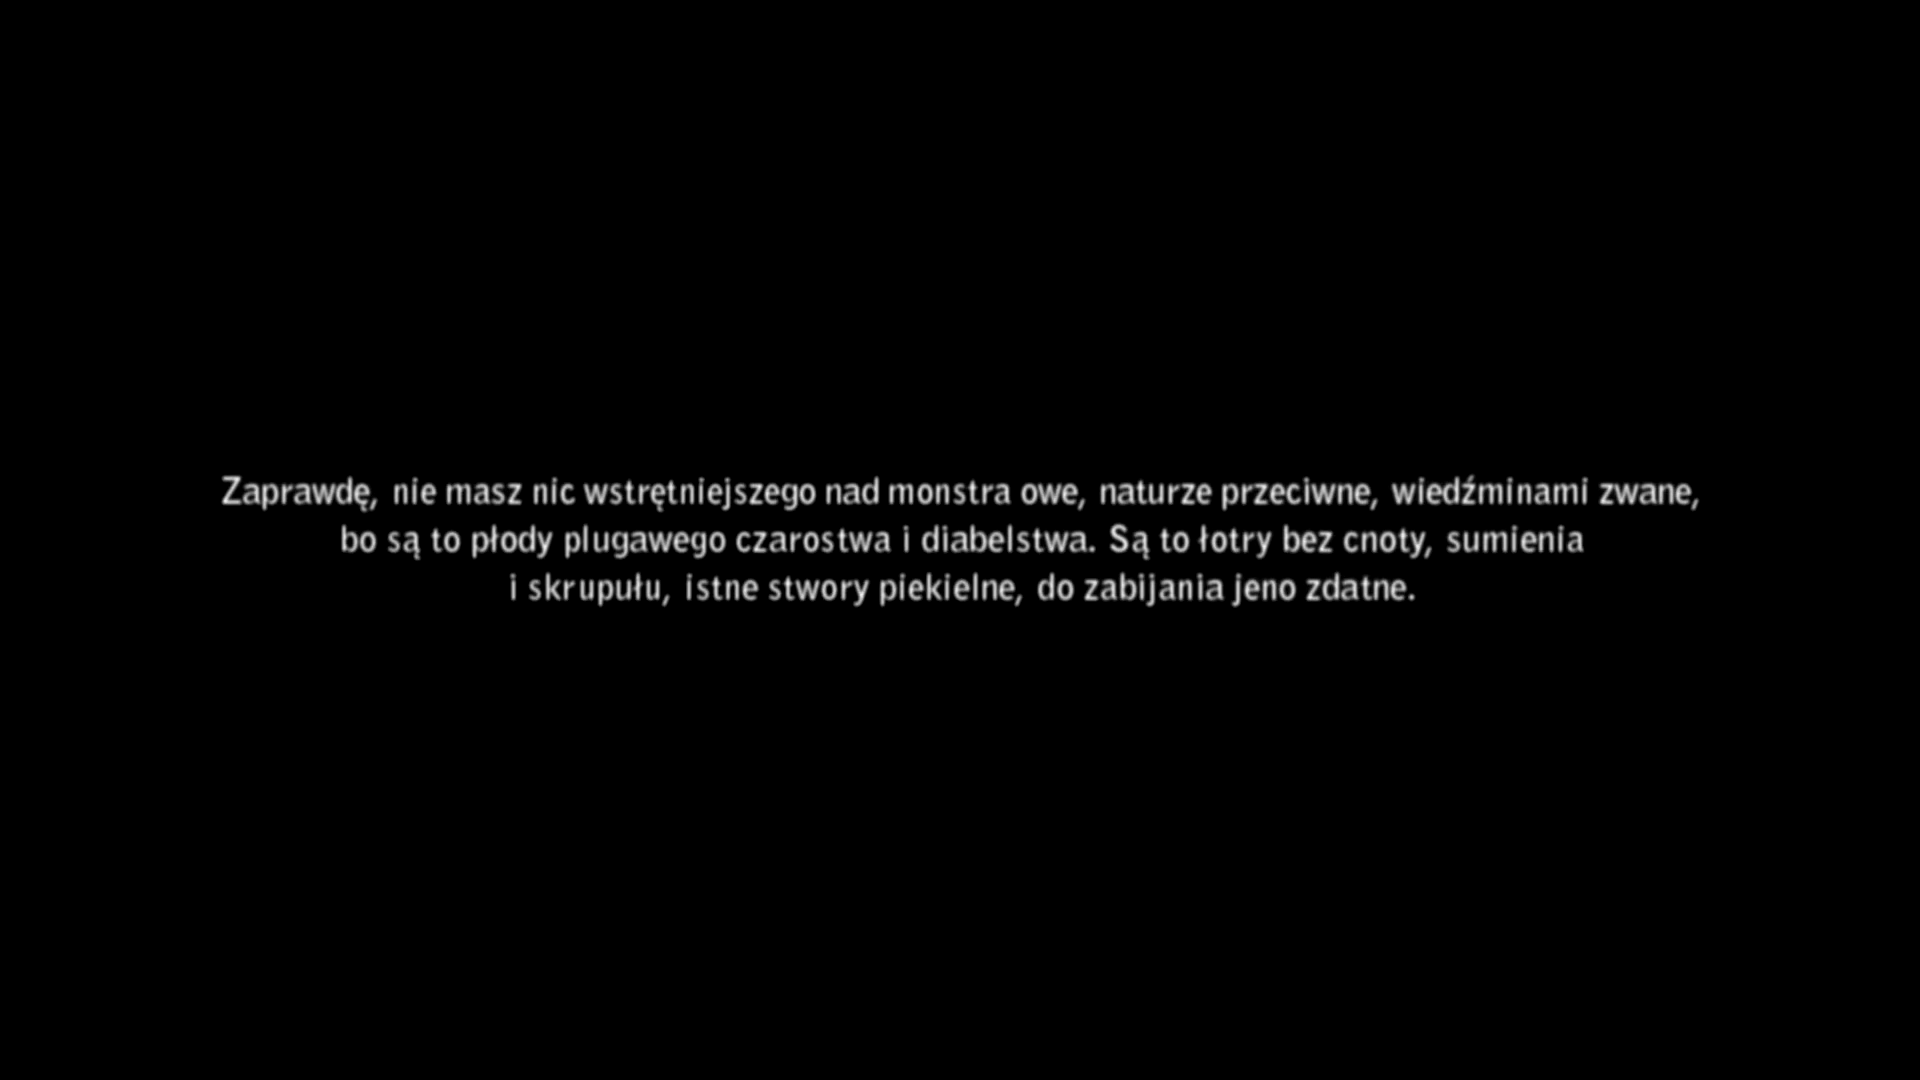 Zaprawdę, nie masz nic wstrętniejszego nad monstra owe, naturze przeciwne, wiedźminami zwane,
bo są to płody plugawego czarostwa i diabelstwa. Są to łotry bez cnoty, sumienia
i skrupułu, istne stwory piekielne, do zabijania jeno zdatne.